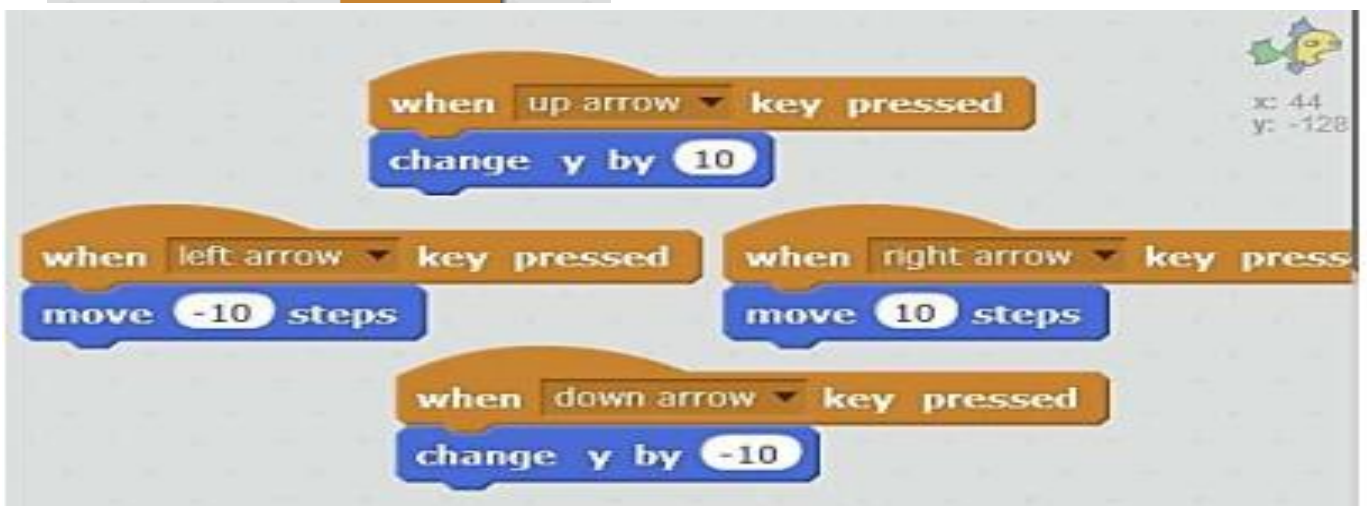 when up arrow key pressed
x: 44
y: -128
change y by 10
when left arrow key pressed
move -10 steps
when right arrow key press
move 10 steps
when down arrow key pressed
change y by -10